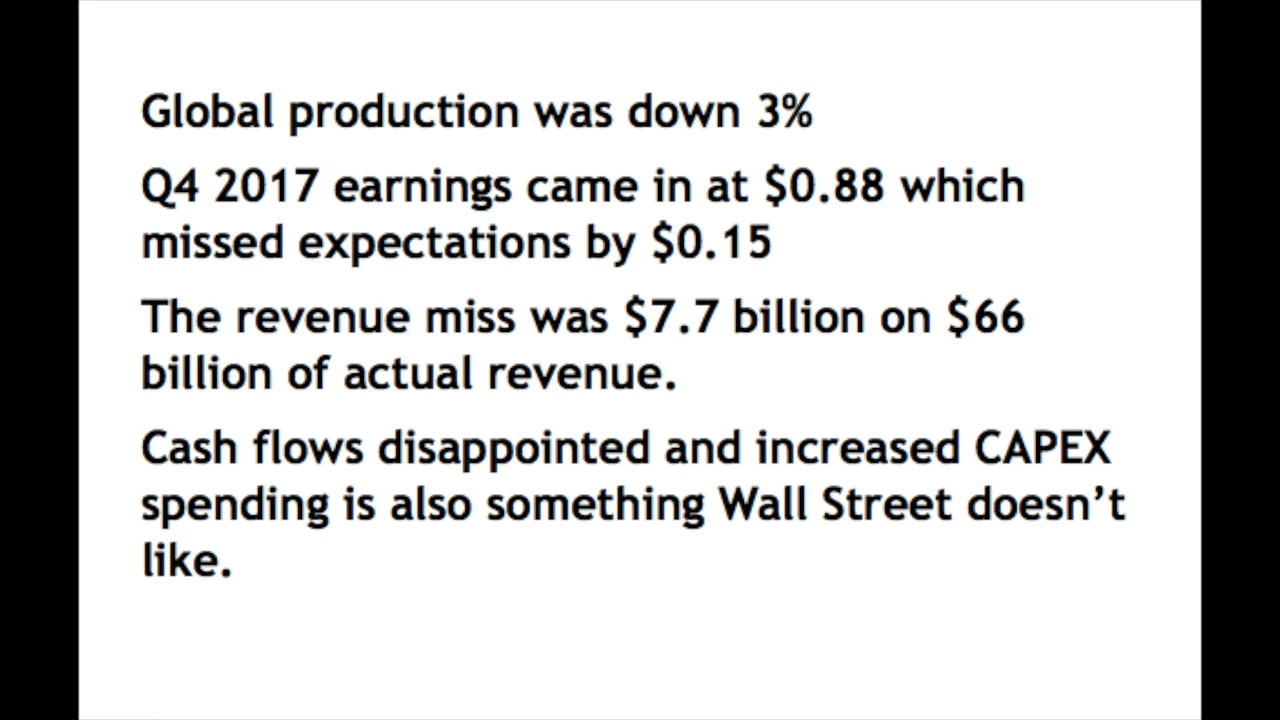 Global production was down 3%
Q4 2017 earnings came in at $0.88 which
missed expectations by $0.15
The revenue miss was $7.7 billion on $66
billion of actual revenue.
Cash flows disappointed and increased CAPEX
spending is also something Wall Street doesn’t
like.